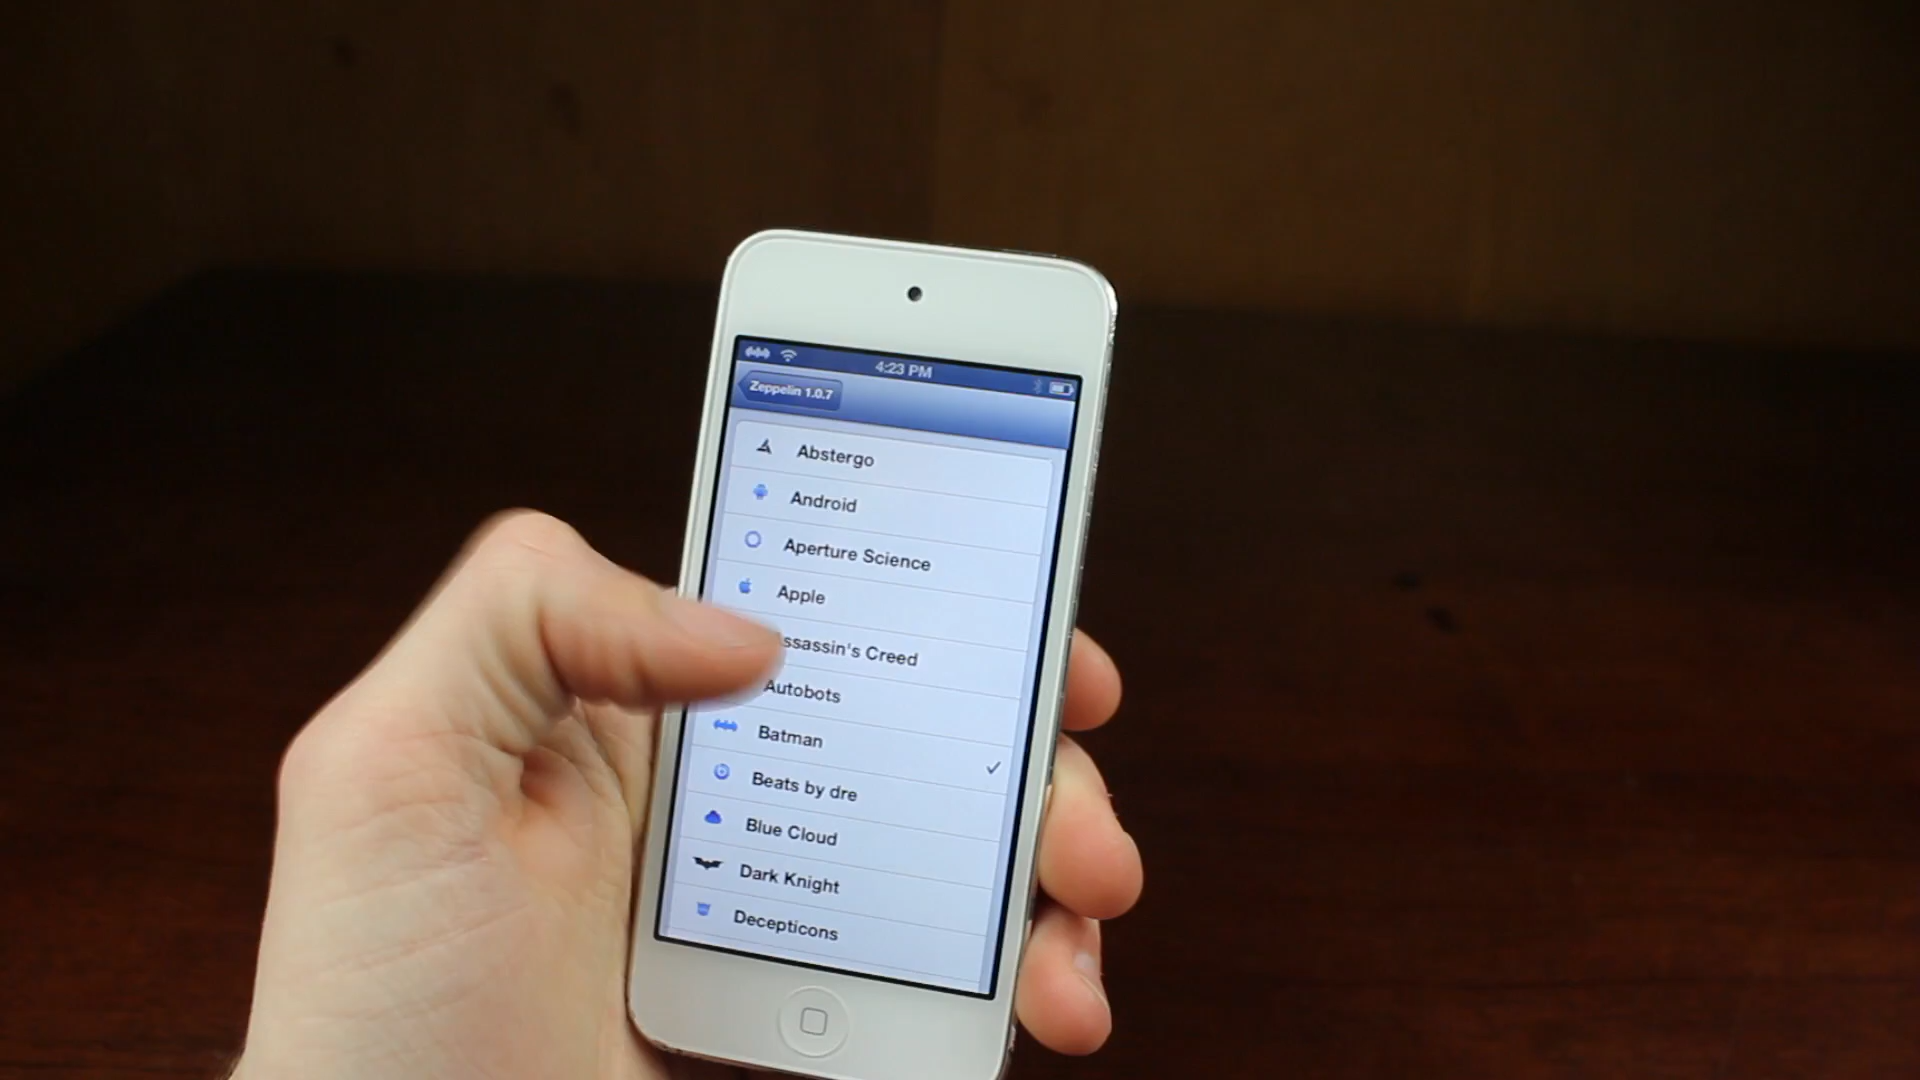 4:23 PM
Zeppelin 1.0.7
Abstergo
Android
Aperture Science
Apple
ssassin's Creed
Autobots
Batman
Beats by dre
Blue Cloud
Dark Knight
Decepticons